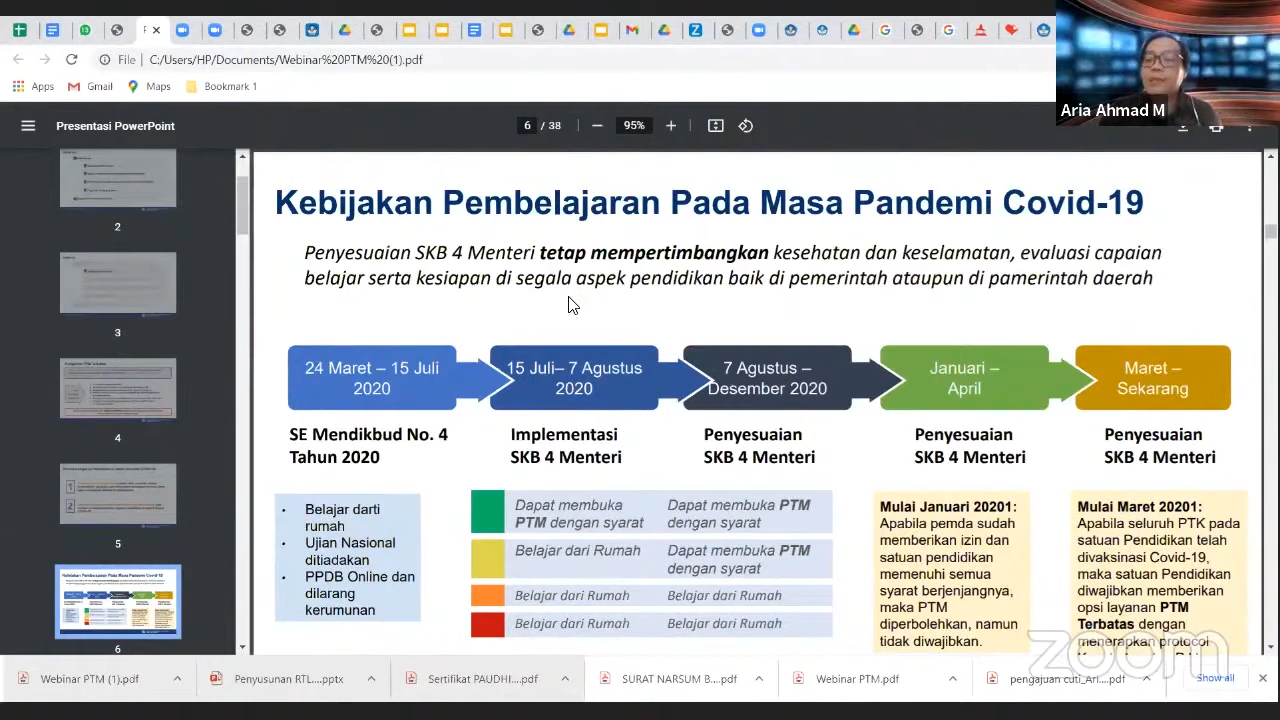 File
C:/Users/HP/Documents/Webinar%20PTM%20(1).pdf
Apps
Gmail
Maps
Bookmark 1
Aria Ahmad M
Presentasi PowerPoint
6 / 38
95%
2
3
4
5
6
Kebijakan Pembelajaran Pada Masa Pandemi Covid-19
Penyesuaian SKB 4 Menteri tetap mempertimbangkan kesehatan dan keselamatan, evaluasi capaian
belajar serta kesiapan di segala aspek pendidikan baik di pemerintah ataupun di pamerintah daerah
24 Maret – 15 Juli
2020
15 Juli– 7 Agustus
2020
7 Agustus –
Desember 2020
Januari –
April
Maret –
Sekarang
SE Mendikbud No. 4
Tahun 2020
Implementasi
SKB 4 Menteri
Penyesuaian
SKB 4 Menteri
Penyesuaian
SKB 4 Menteri
Penyesuaian
SKB 4 Menteri
• Belajar darti
rumah
• Ujian Nasional
ditiadakan
• PPDB Online dan
dilarang
kerumunan
Dapat membuka
PTM dengan syarat
Dapat membuka PTM
dengan syarat
Belajar dari Rumah
Dapat membuka PTM
dengan syarat
Belajar dari Rumah
Belajar dari Rumah
Belajar dari Rumah
Belajar dari Rumah
Mulai Januari 20201:
Apabila pemda sudah
memberikan izin dan
satuan pendidikan
memenuhi semua
syarat berjenjangnya,
maka PTM
diperbolehkan, namun
tidak diwajibkan.
Mulai Maret 20201:
Apabila seluruh PTK pada
satuan Pendidikan telah
divaksinasi Covid-19,
maka satuan Pendidikan
diwajibkan memberikan
opsi layanan PTM
Terbatas dengan
menerapkan protocol
zoom
Webinar PTM (1).pdf
Penyusunan RTL....pptx
Sertifikat PAUDHI....pdf
SURAT NARSUM B....pdf
Webinar PTM.pdf
pengajuan cuti_Ari....pdf
Show all